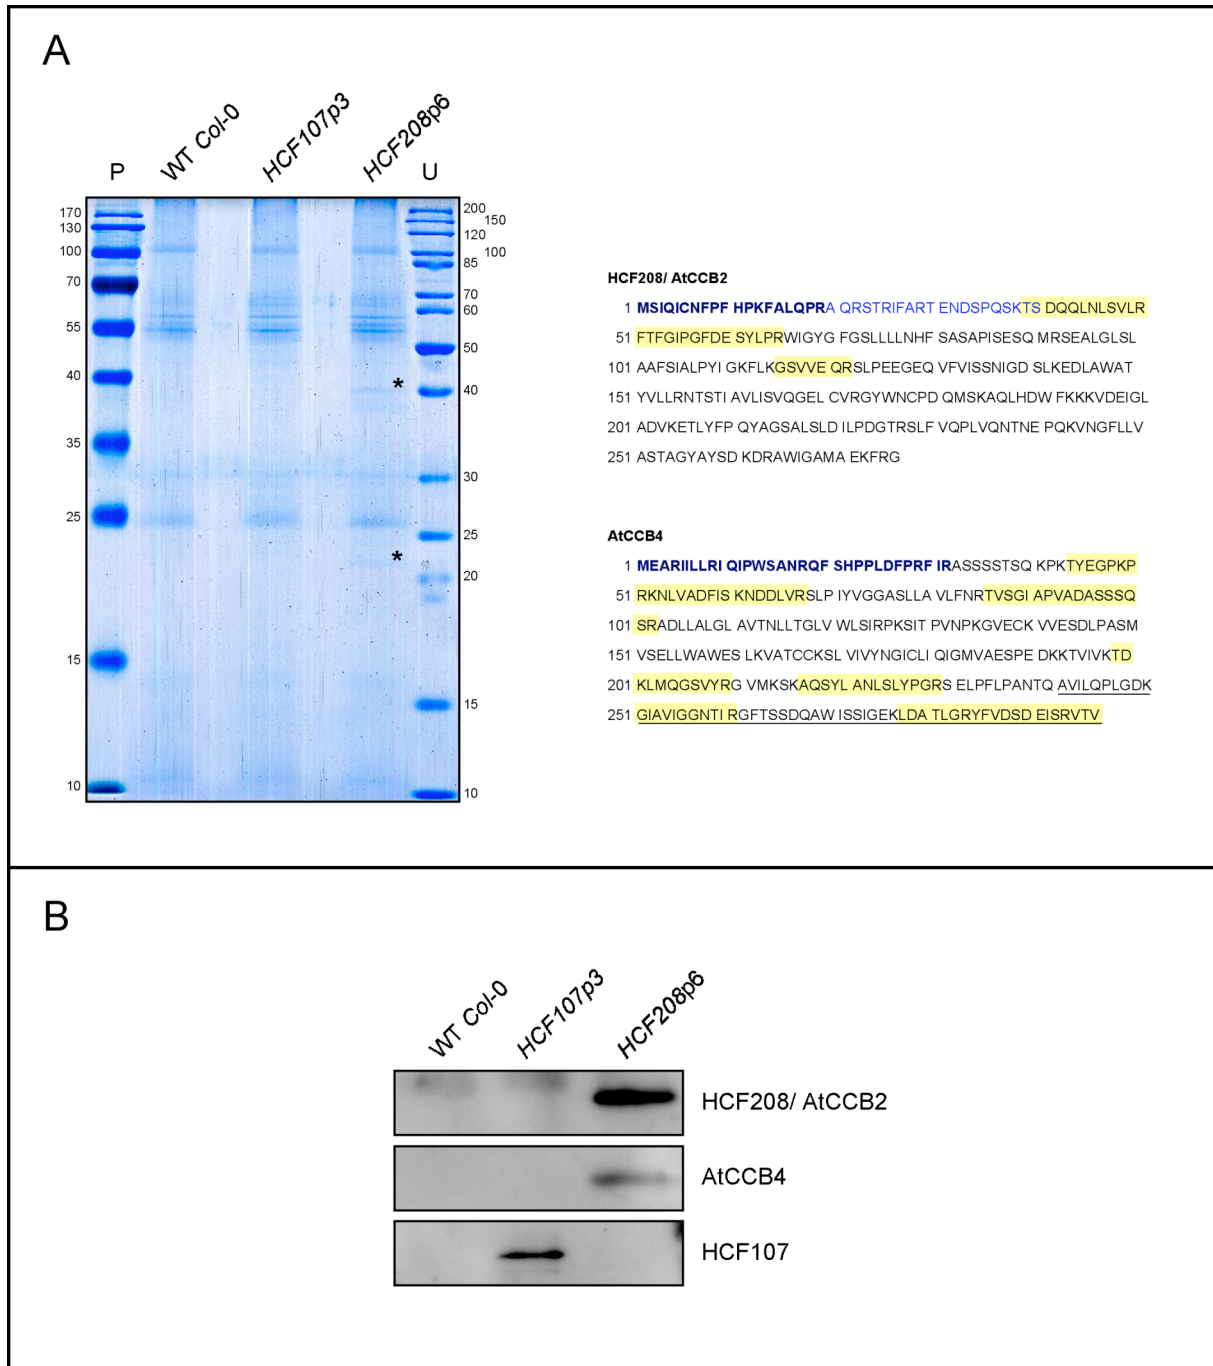 A
P
WT Col-0
HCF107p3
HCF208p6
U
170
130
100
70
55
40
35
25
15
10
200
150
120
100
85
70
60
50
40
30
25
20
15
10
*
*
HCF208/ AtCCB2
1 MSIQICNFPF HPKFALQPRA QRSTRIFART ENDSPQSKTS DQQLNLSVLR
51 FTFGIPGFDE SYLPRWIGYG FGSLLLLNHF SASAPISESQ MRSEALGLSL
101 AAFSIALPYI GKFLKGSVVE QRSLPEEGEQ VFVISSNIGD SLKEDLAWAT
151 YVLLRNTSTI AVLISVQGEL CVRGYWNCPD QMSKAQLHDW FKKKVDEIGL
201 ADVKETLYFP QYAGSALSLD ILPDGTRSLF VQPLVQNTNE PQKVNGFLLV
251 ASTAGYAYSD KDRAWIGAMA EKFRG
AtCCB4
1 MEARIILLRI QIPWSANRQF SHPPLDFPRF IRASSSSTSQ KPKTYEGPKP
51 RKNLVADFIS KNDDLVRSLP IYVGGASLLA VLFNRTVSGI APVADASSSQ
101 SRADLLALGL AVTNLLTGLV WLSIRPKSIT PVNPKGVECK VVESDLPASM
151 VSELLWAWES LKVATCCKSL VIVYNGICLI QIGMVAESPE DKKTVIVKTD
201 KLMQGSVYRG VMKSKAQSYL ANLSLYPGRS ELPFLPANTQ AVILQPLGDK
251 GIAVIGGNTI RGFTSSDQAW ISSIGEKLDA TLGRYFVDSD EISRVTV
B
WT Col-0
HCF107p3
HCF208p6
HCF208/ AtCCB2
AtCCB4
HCF107